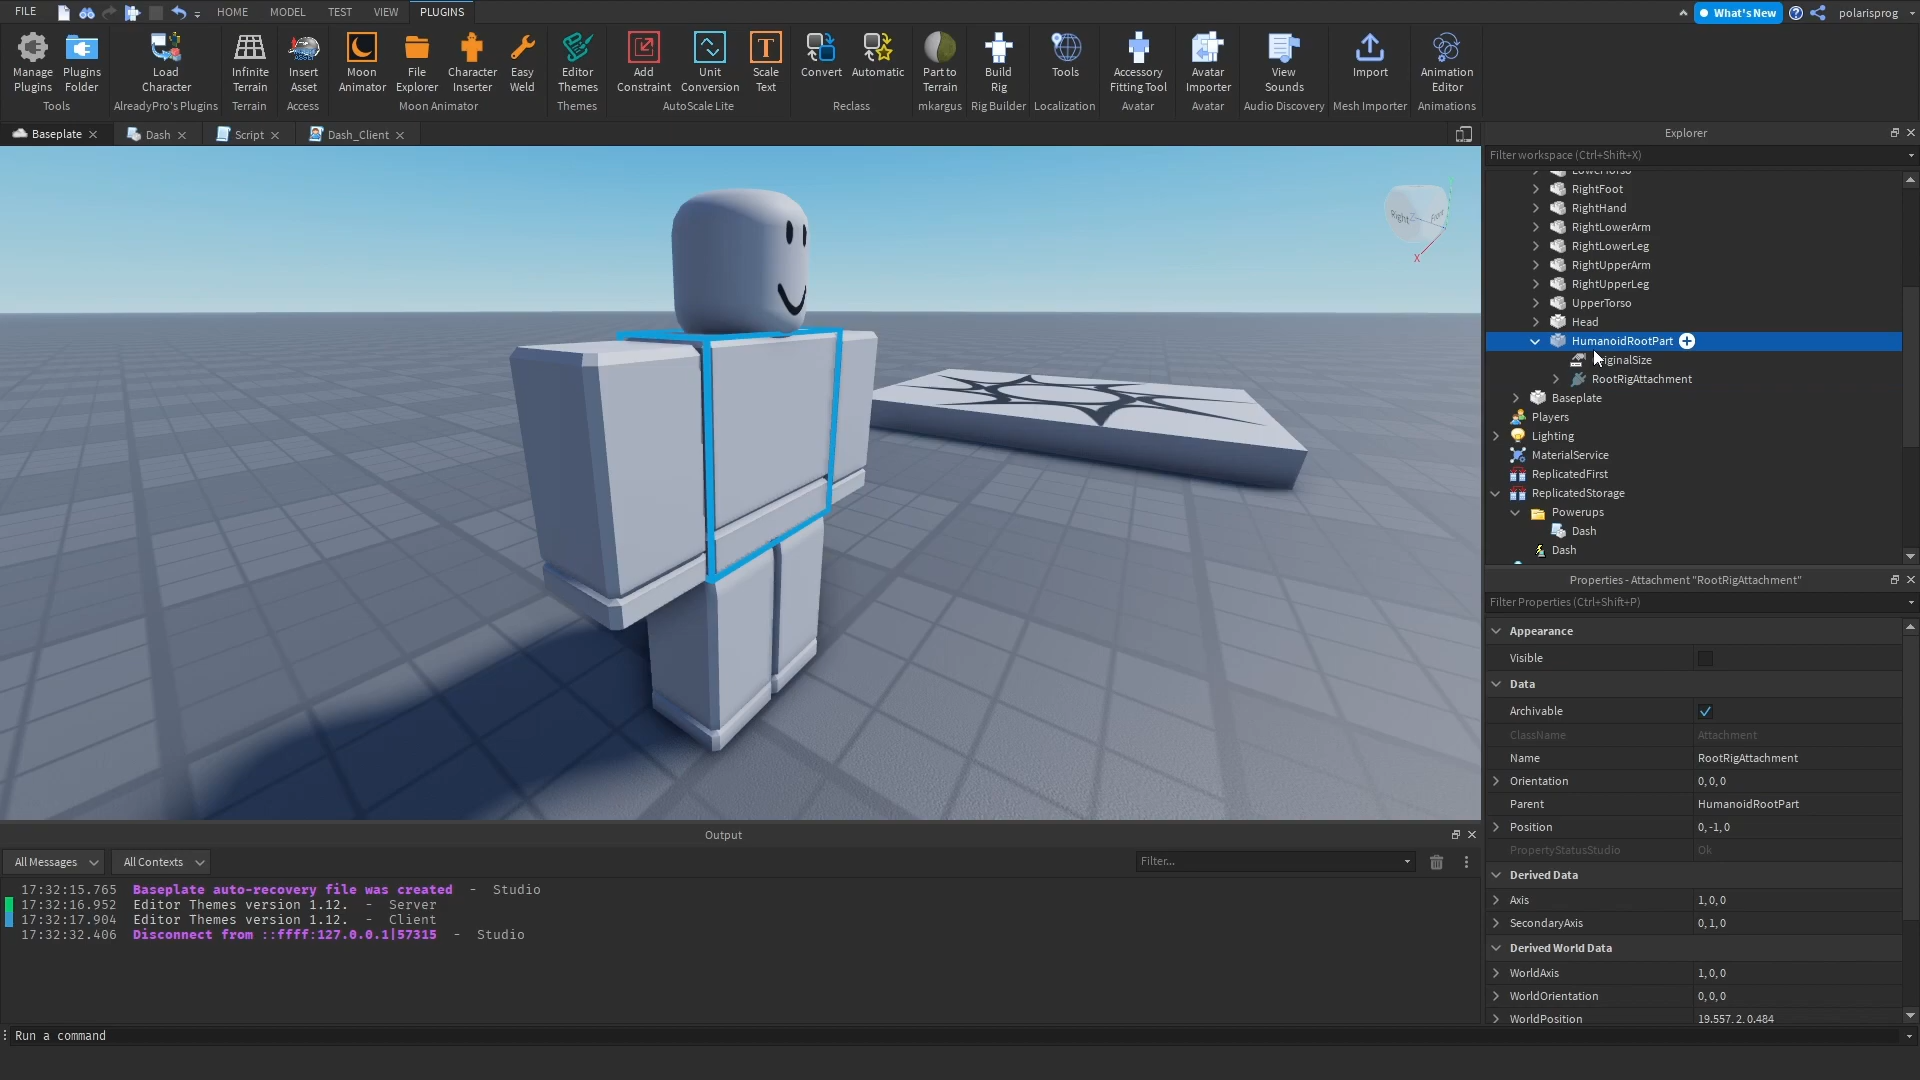 FILE HOME MODEL TEST VIEW PLUGINS What's New polarisprog
Manage Plugins Load Infinite Insert Moon File Character Easy Editor Add Unit Scale Convert Automatic Part to Build Tools Accessory Avatar View Import Animation
Plugins Folder Character Terrain Asset Animator Explorer Inserter Weld Themes Constraint Conversion Text Terrain Rig Fitting Tool Importer Sounds Editor
Tools AlreadyPro's Plugins Terrain Access Moon Animator Themes AutoScale Lite Reclass mkargus Rig Builder Localization Avatar Avatar Audio Discovery Mesh Importer Animations
Baseplate Dash Script Dash_Client
Explorer
Filter workspace (Ctrl+Shift+X)
LowerTorso
RightFoot
RightHand
RightLowerArm
RightLowerLeg
RightUpperArm
RightUpperLeg
UpperTorso
Head
HumanoidRootPart
iginalSize
RootRigAttachment
Baseplate
Players
Lighting
MaterialService
ReplicatedFirst
ReplicatedStorage
Powerups
Dash
Dash
Right Front
X
Properties - Attachment "RootRigAttachment"
Filter Properties (Ctrl+Shift+P)
Appearance
Visible
Data
Archivable
ClassName Attachment
Name RootRigAttachment
Orientation 0,0,0
Parent HumanoidRootPart
Position 0,-1,0
PropertyStatusStudio Ok
Derived Data
Axis 1,0,0
SecondaryAxis 0,1,0
Derived World Data
WorldAxis 1,0,0
WorldOrientation 0,0,0
WorldPosition 19.557, 2, 0.484
Output
All Messages All Contexts Filter...
17:32:15.765 Baseplate auto-recovery file was created - Studio
17:32:16.952 Editor Themes version 1.12. - Server
17:32:17.904 Editor Themes version 1.12. - Client
17:32:32.406 Disconnect from ::ffff:127.0.0.1|57315 - Studio
Run a command